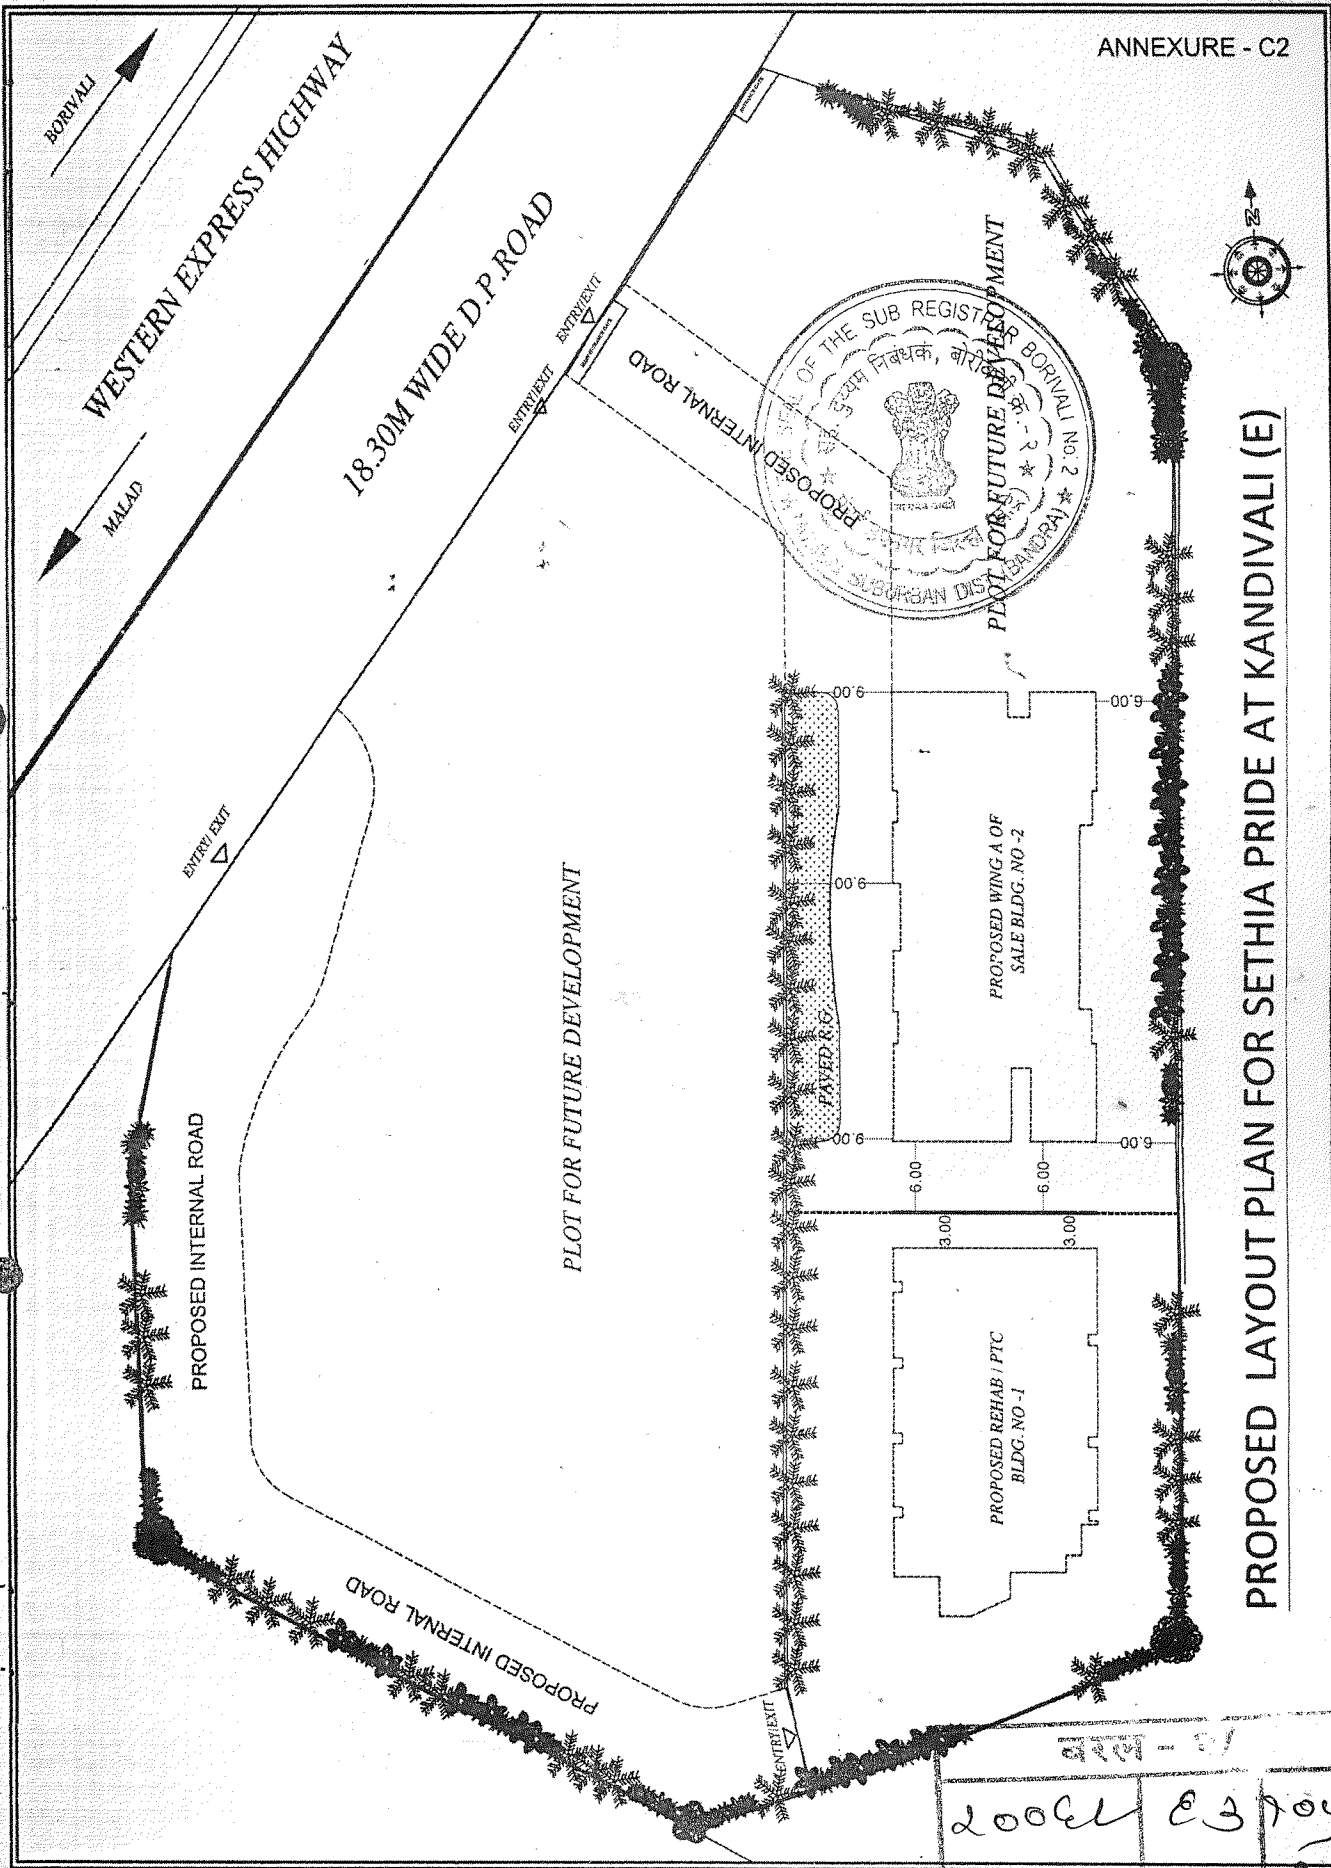 ANNEXURE - C2
BORIVALI
WESTERN EXPRESS HIGHWAY
MALAD
18.30M WIDE D.P.ROAD
ENTRY/EXIT
ENTRY/EXIT
ENTRY/ EXIT
PROPOSED INTERNAL ROAD
N
PLOT FOR FUTURE DEVELOPMENT
OF THE SUB REGISTRAR BORIVALI No. 2
SUBURBAN DIST (BANDRA)
निबंधक,
PLOT FOR FUTURE DEVELOPMENT
PROPOSED INTERNAL ROAD
PROPOSED INTERNAL ROAD
ENTRY/EXIT
PAVED R.G.
9.00
9.00
9.00
6.00
6.00
6.00
6.00
3.00
3.00
PROPOSED WING A OF
SALE BLDG. NO -2
PROPOSED REHAB / PTC
BLDG. NO -1
PROPOSED LAYOUT PLAN FOR SETHIA PRIDE AT KANDIVALI (E)
बरल -